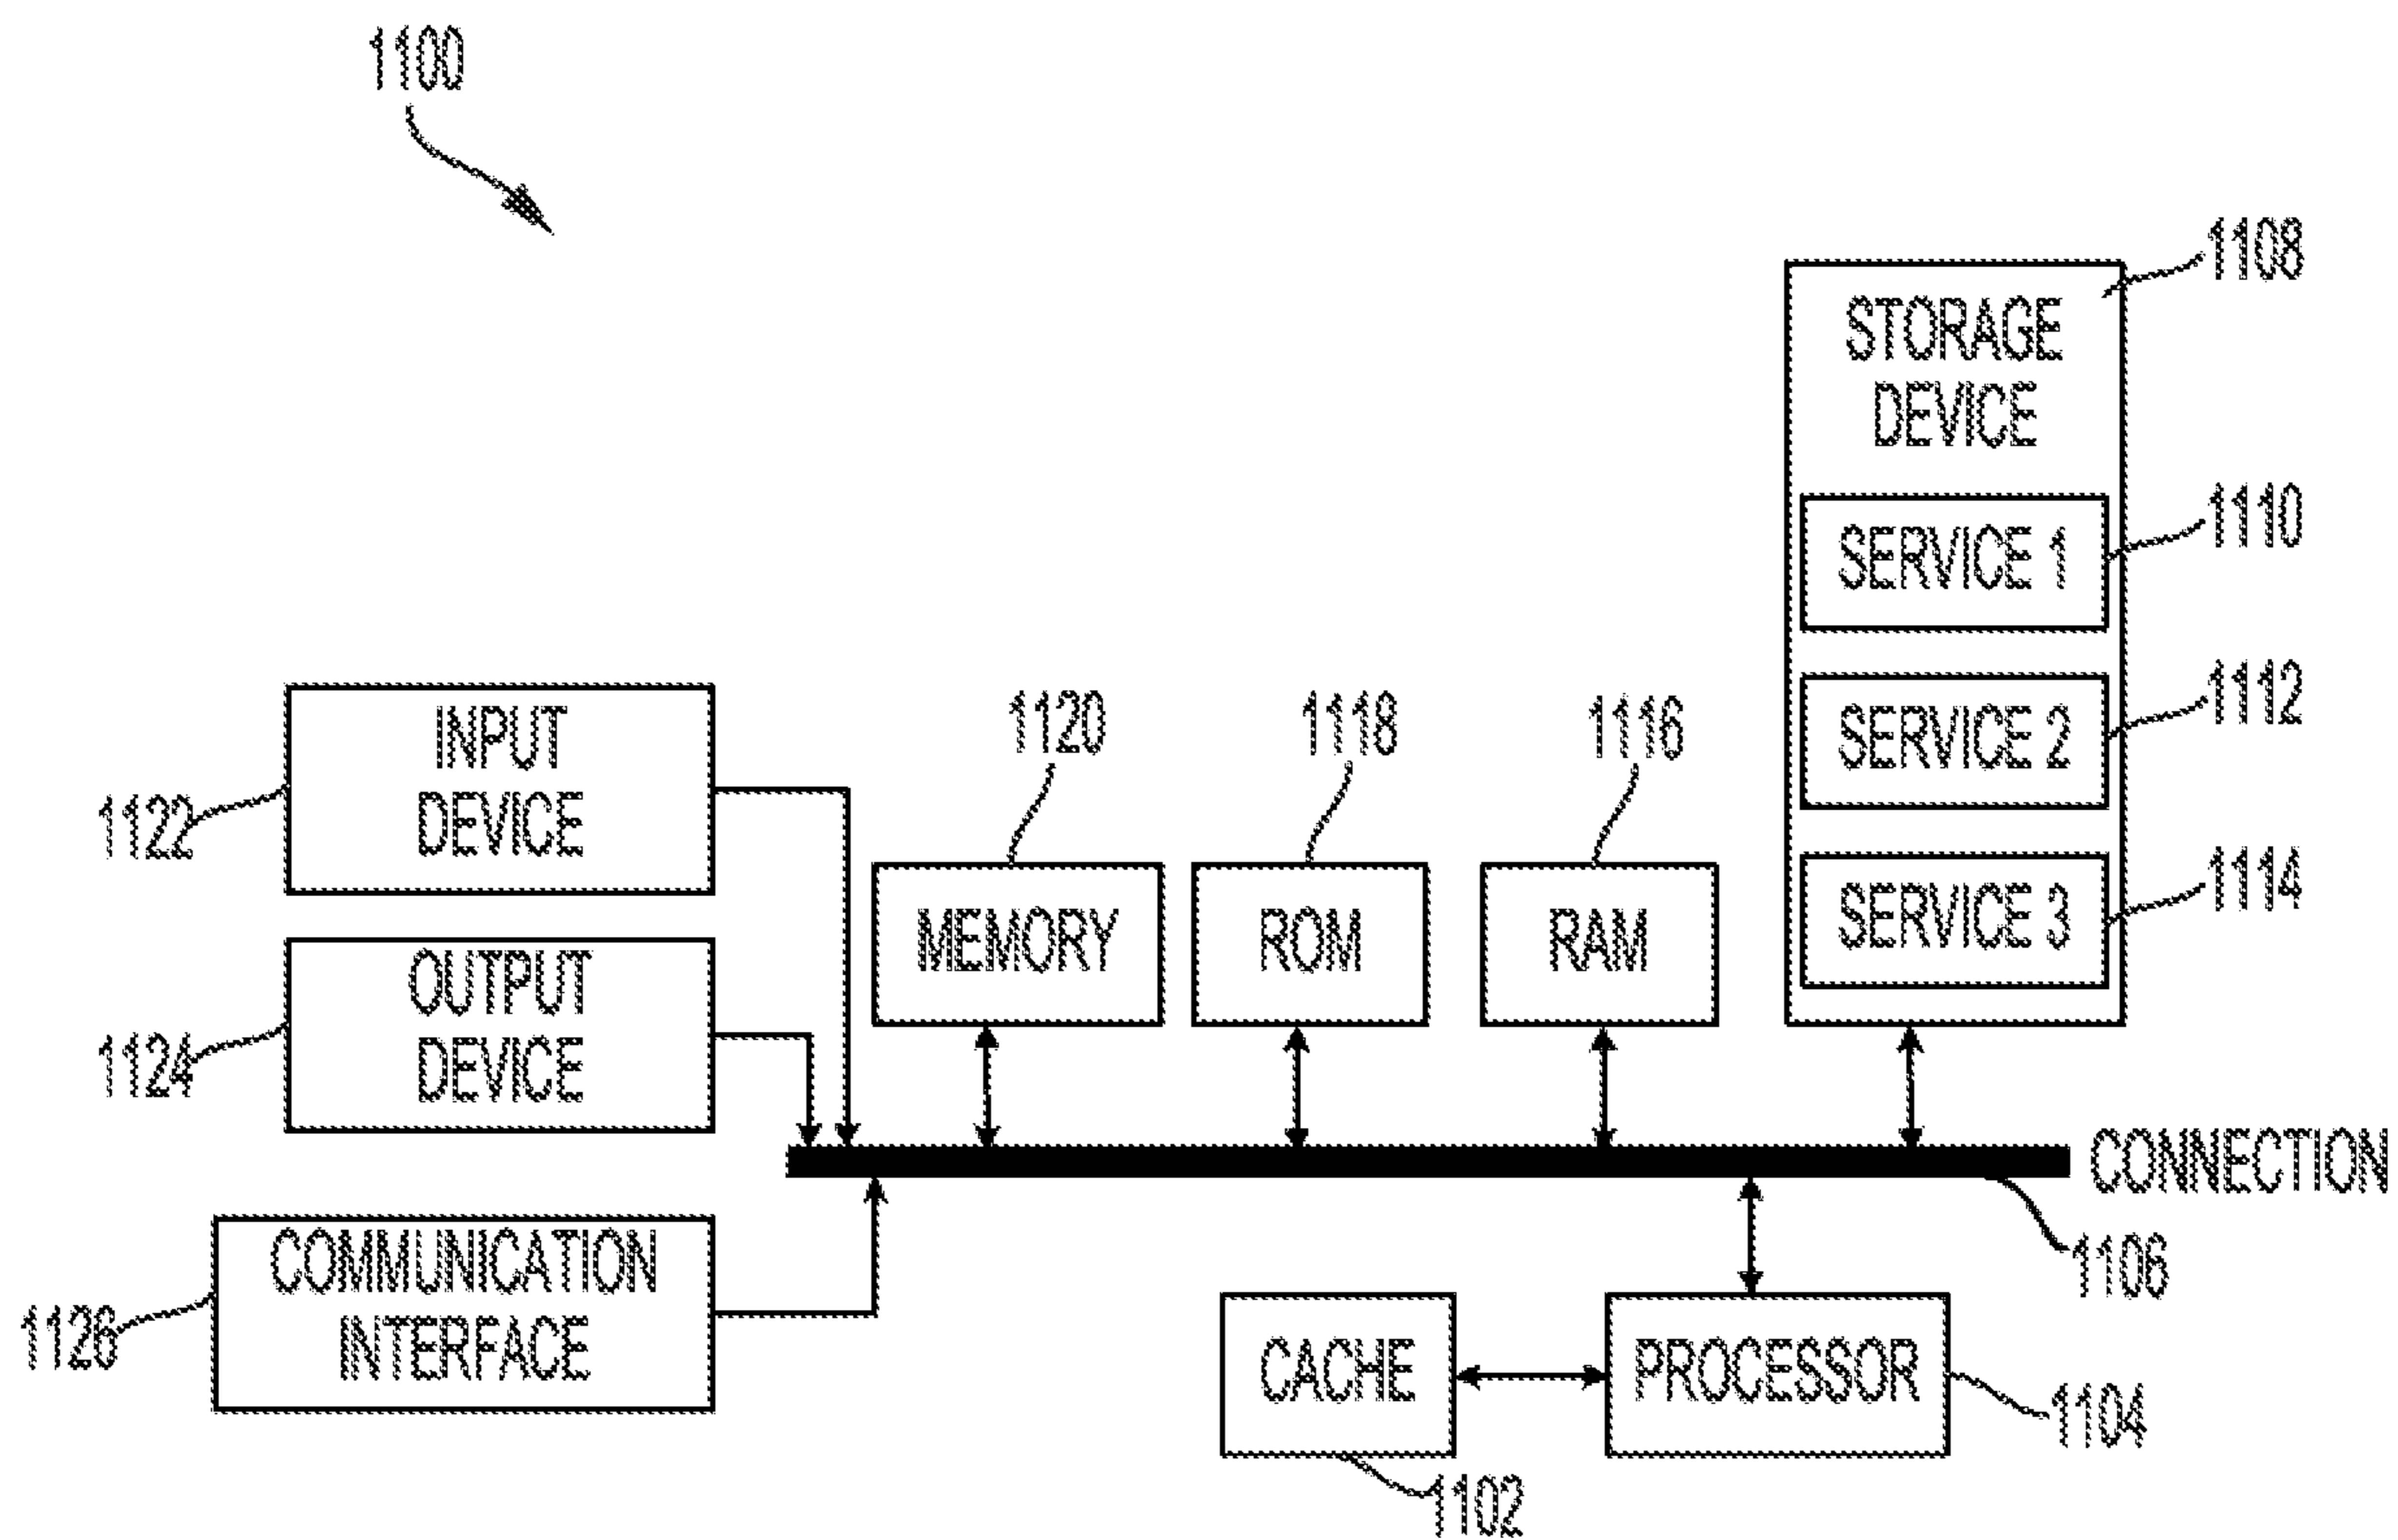 1100
1108
STORAGE
DEVICE
1110
SERVICE 1
1112
SERVICE 2
1114
SERVICE 3
1122
INPUT
DEVICE
1120
MEMORY
1118
ROM
1116
RAM
1124
OUTPUT
DEVICE
CONNECTION
1106
1126
COMMUNICATION
INTERFACE
CACHE
1102
PROCESSOR
1104